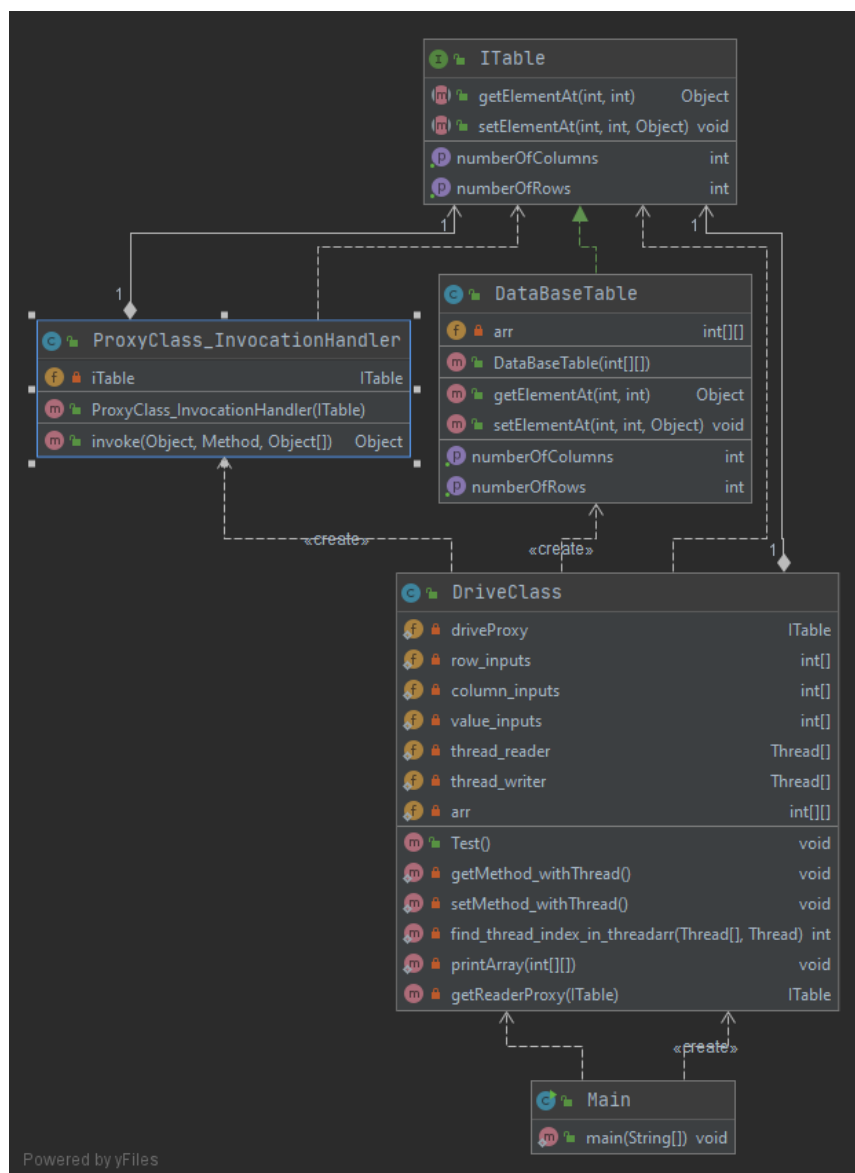 ITable
getElementAt(int, int) Object
setElementAt(int, int, Object) void
numberOfColumns int
numberOfRows int
1
1
1
DataBaseTable
arr int[][]
DataBaseTable(int[][])
getElementAt(int, int) Object
setElementAt(int, int, Object) void
numberOfColumns int
numberOfRows int
ProxyClass_InvocationHandler
iTable ITable
ProxyClass_InvocationHandler(ITable)
invoke(Object, Method, Object[]) Object
«create»
«create»
1
DriveClass
driveProxy ITable
row_inputs int[]
column_inputs int[]
value_inputs int[]
thread_reader Thread[]
thread_writer Thread[]
arr int[][]
Test() void
getMethod_withThread() void
setMethod_withThread() void
find_thread_index_in_threadarr(Thread[], Thread) int
printArray(int[][]) void
getReaderProxy(ITable) ITable
«create»
Main
main(String[]) void
Powered by yFiles